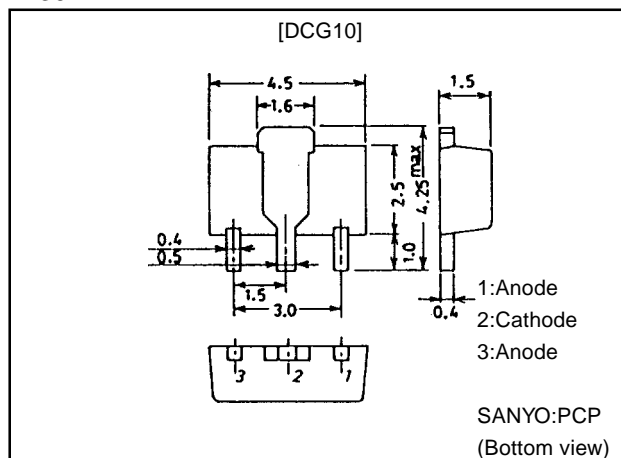 [DCG10]
4.5
1.6
1.5
2.5
4.25max
1.0
0.4
0.5
1.5
3.0
0.4
1:Anode
2:Cathode
3:Anode
3 2 1
SANYO:PCP
(Bottom view)